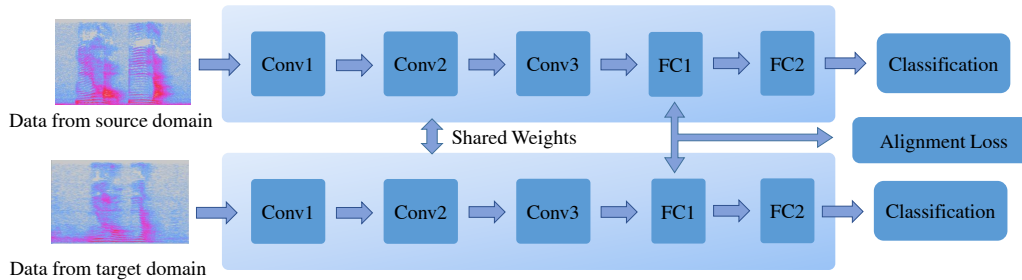 Conv1 Conv2 Conv3 FC1 FC2 Classification
Data from source domain
Shared Weights Alignment Loss
Conv1 Conv2 Conv3 FC1 FC2 Classification
Data from target domain